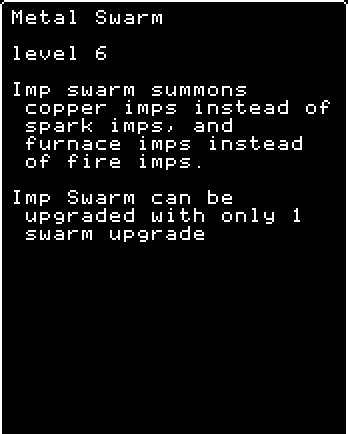 Metal Swarm
level 6
Imp swarm summons
copper imps instead of
spark imps, and
furnace imps instead
of fire imps.
Imp Swarm can be
upgraded with only 1
swarm upgrade